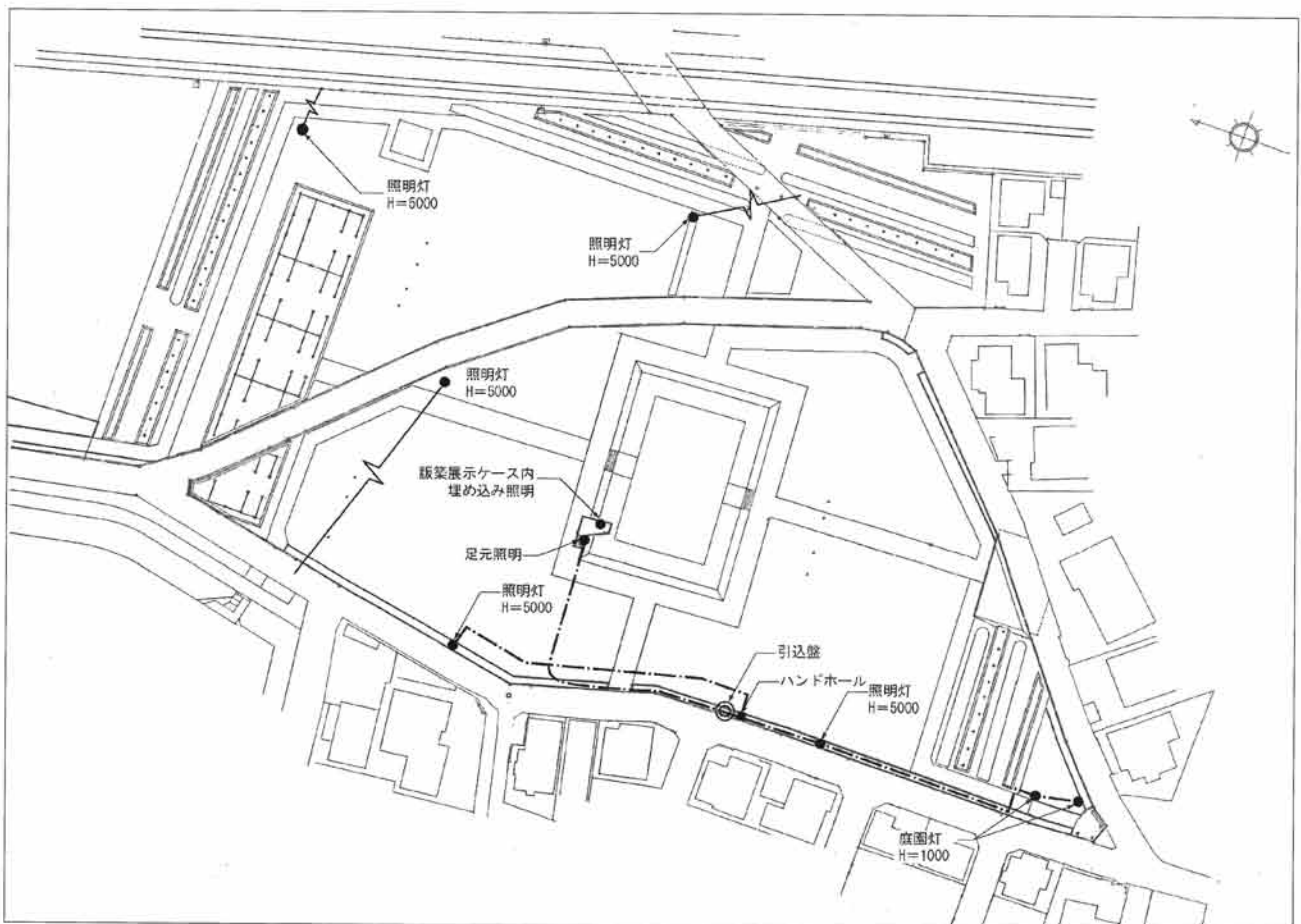 照明灯
H=5000
照明灯
H=5000
照明灯
H=5000
版築展示ケース内
埋め込み照明
足元照明
照明灯
H=5000
引込盤
ハンドホール
照明灯
H=5000
庭園灯
H=1000